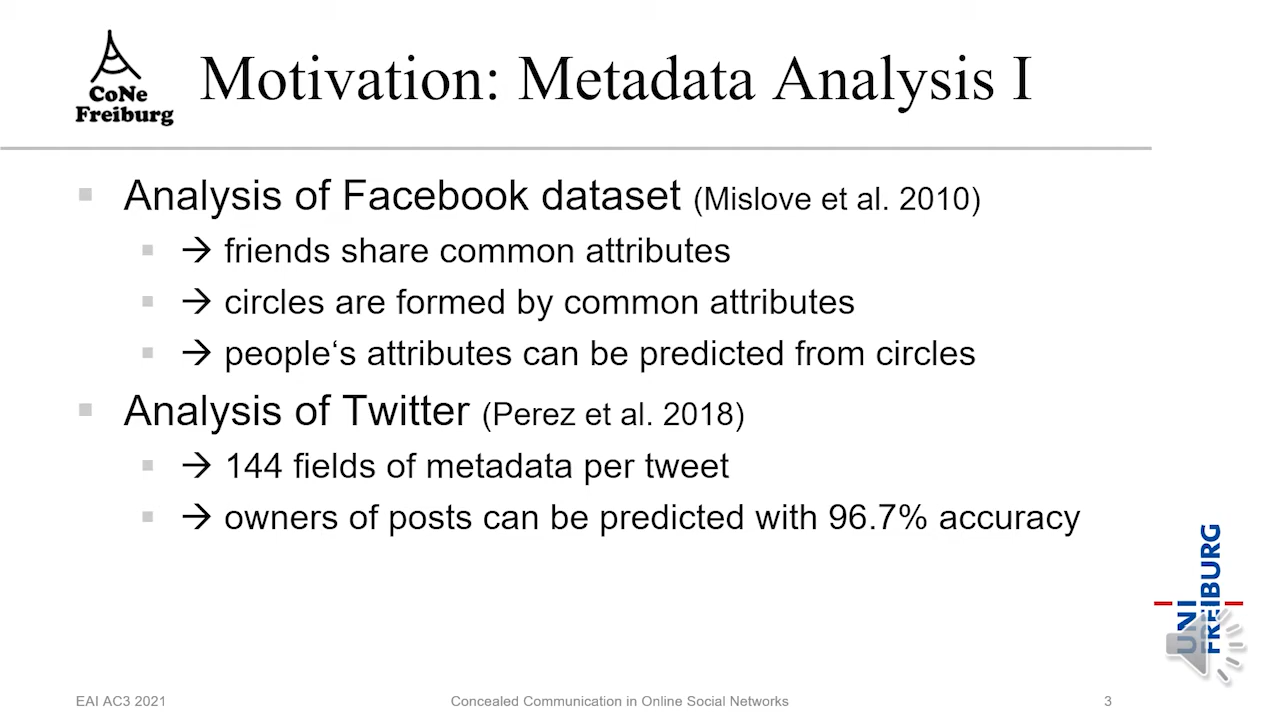 CoNe
Freiburg
Motivation: Metadata Analysis I
Analysis of Facebook dataset (Mislove et al. 2010)
→ friends share common attributes
→ circles are formed by common attributes
→ people‘s attributes can be predicted from circles
Analysis of Twitter (Perez et al. 2018)
→ 144 fields of metadata per tweet
→ owners of posts can be predicted with 96.7% accuracy
UNI
FREIBURG
EAI AC3 2021
Concealed Communication in Online Social Networks
3